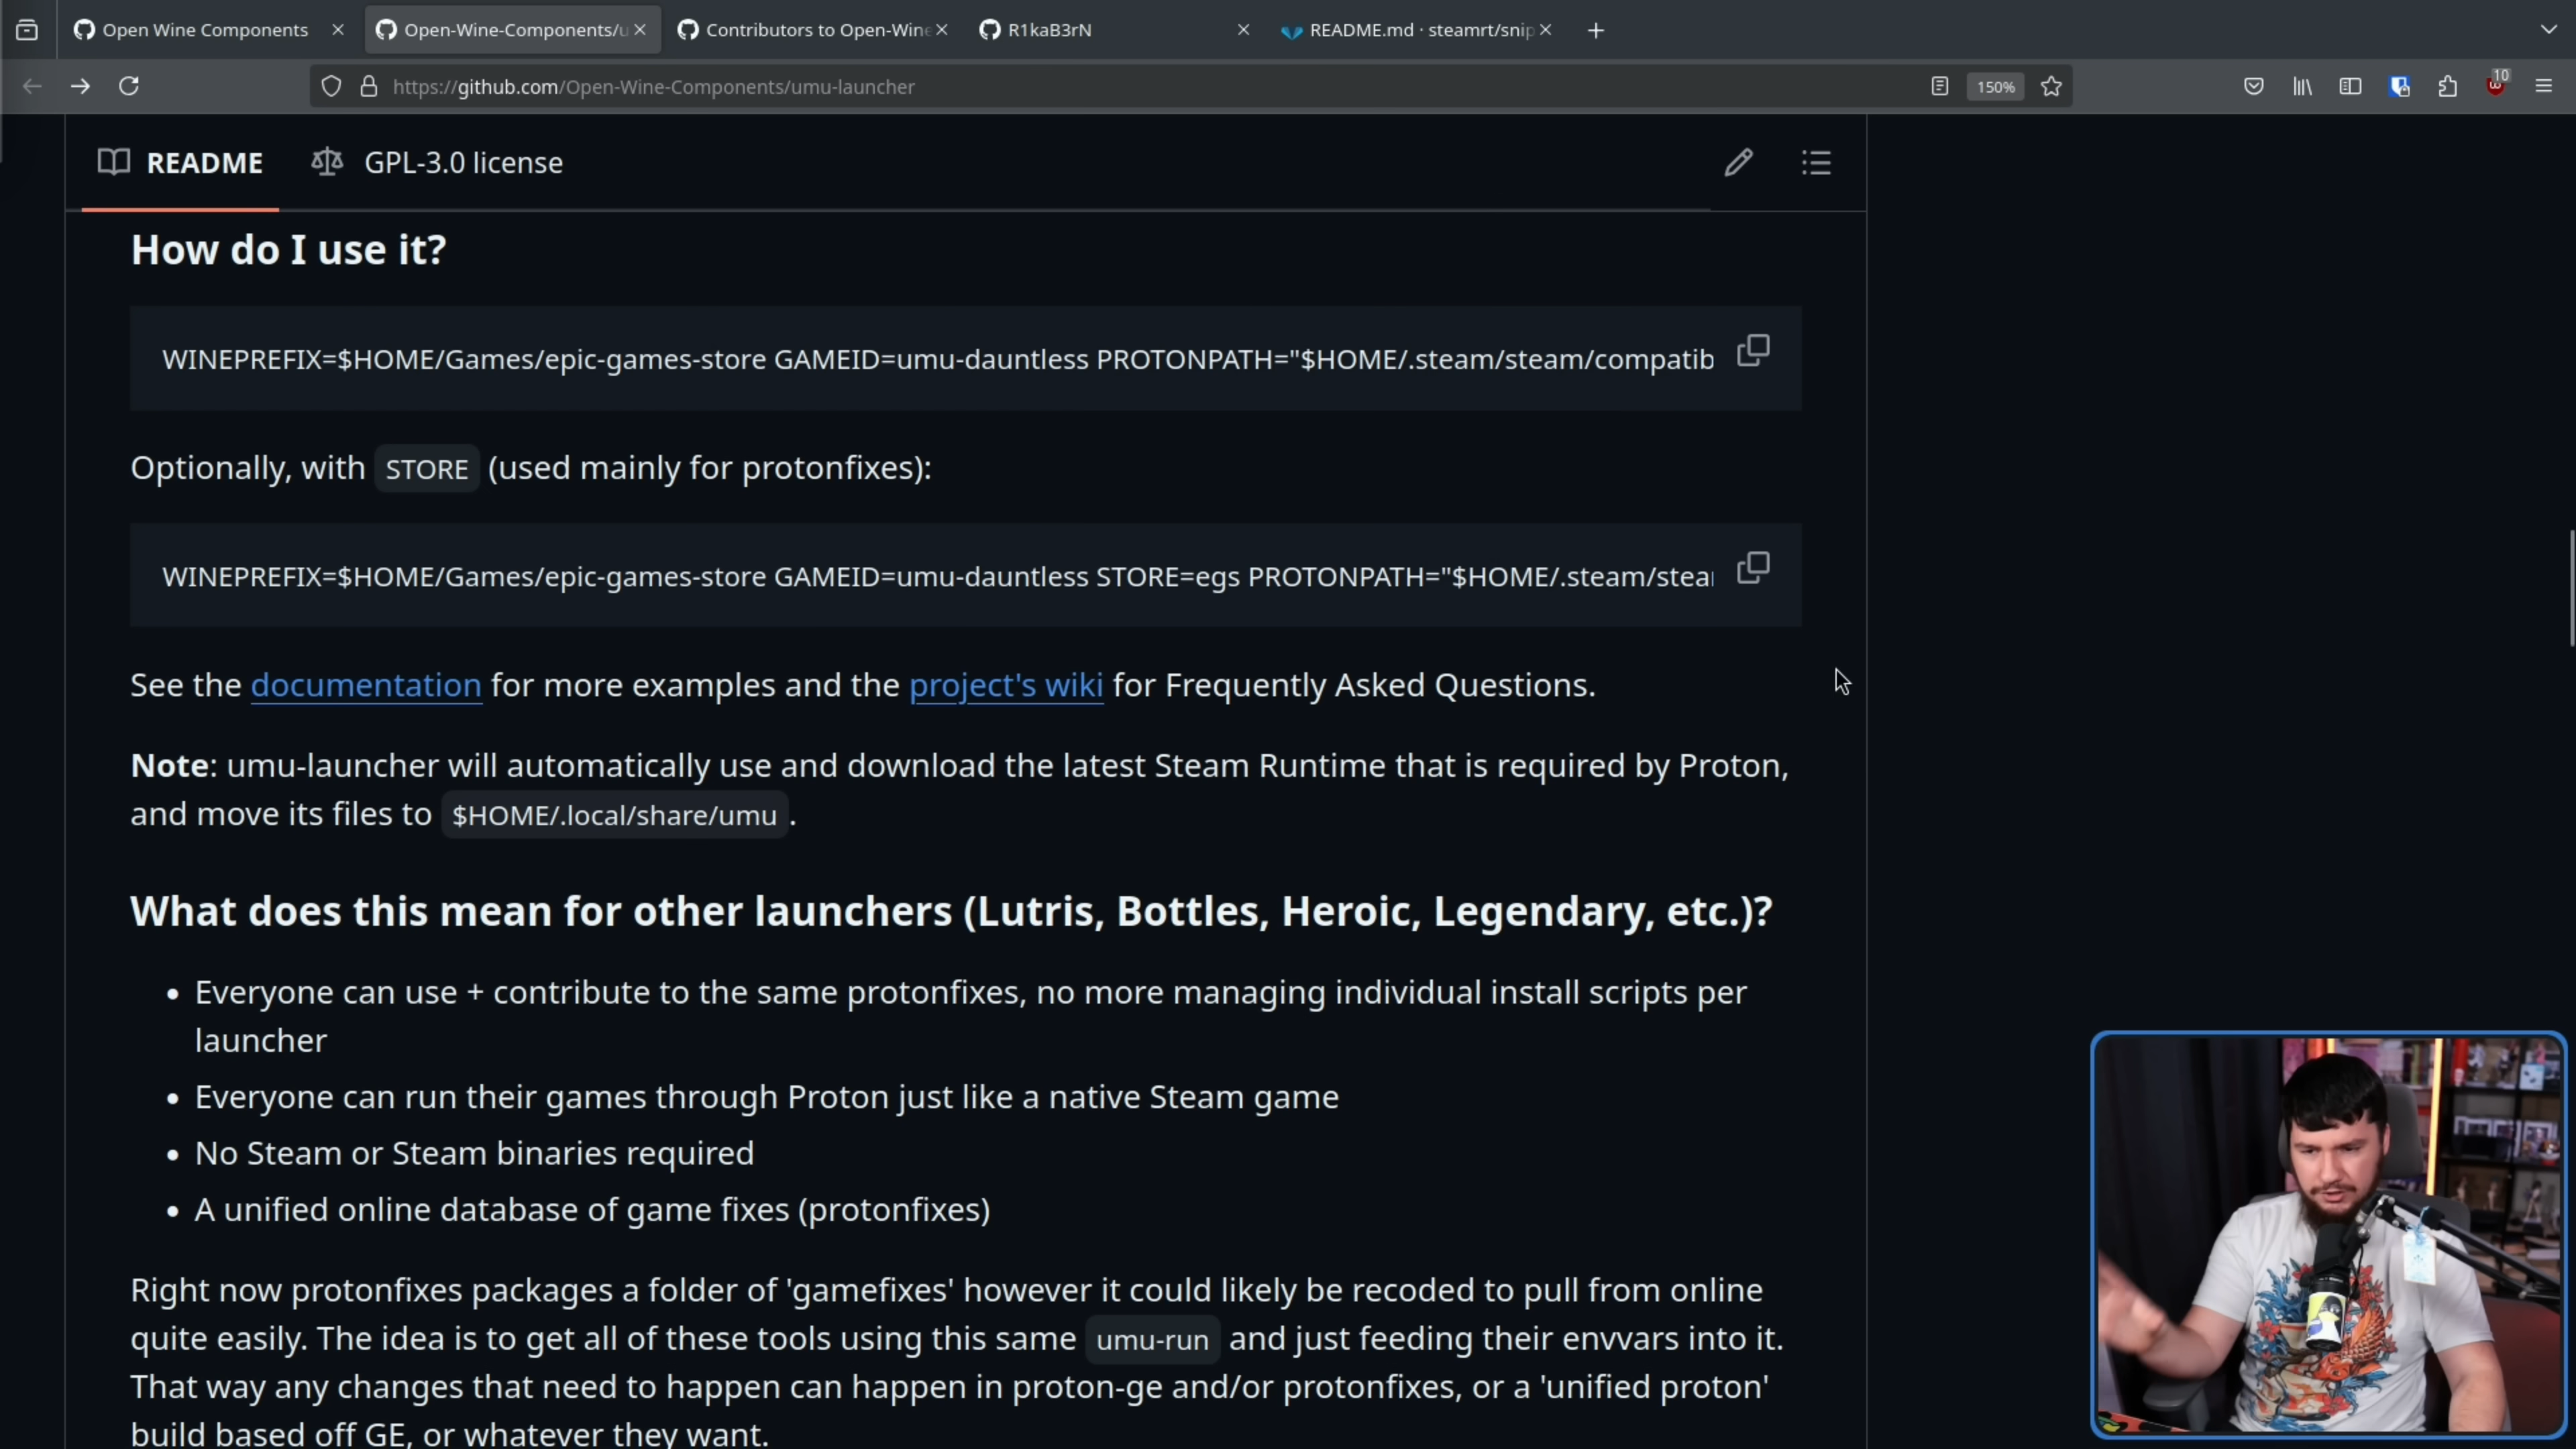 Open Wine Components
Open-Wine-Components/u
Contributors to Open-Wine
R1kaB3rN
README.md · steamrt/snip
https://github.com/Open-Wine-Components/umu-launcher
150%
10
README
GPL-3.0 license
How do I use it?
WINEPREFIX=$HOME/Games/epic-games-store GAMEID=umu-dauntless PROTONPATH="$HOME/.steam/steam/compatib
Optionally, with STORE (used mainly for protonfixes):
WINEPREFIX=$HOME/Games/epic-games-store GAMEID=umu-dauntless STORE=egs PROTONPATH="$HOME/.steam/stea
See the documentation for more examples and the project's wiki for Frequently Asked Questions.
Note: umu-launcher will automatically use and download the latest Steam Runtime that is required by Proton,
and move its files to $HOME/.local/share/umu .
What does this mean for other launchers (Lutris, Bottles, Heroic, Legendary, etc.)?
• Everyone can use + contribute to the same protonfixes, no more managing individual install scripts per
launcher
• Everyone can run their games through Proton just like a native Steam game
• No Steam or Steam binaries required
• A unified online database of game fixes (protonfixes)
Right now protonfixes packages a folder of 'gamefixes' however it could likely be recoded to pull from online
quite easily. The idea is to get all of these tools using this same umu-run and just feeding their envvars into it.
That way any changes that need to happen can happen in proton-ge and/or protonfixes, or a 'unified proton'
build based off GE, or whatever they want.